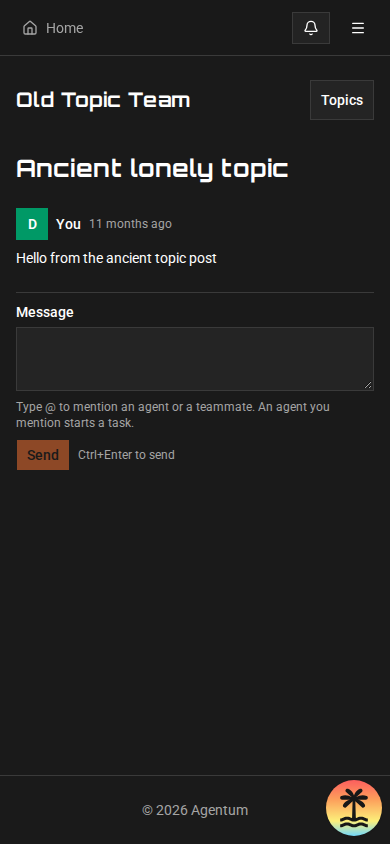 Home
Old Topic Team
Topics
Ancient lonely topic
D You 11 months ago
Hello from the ancient topic post
Message
Type @ to mention an agent or a teammate. An agent you
mention starts a task.
Send Ctrl+Enter to send
© 2026 Agentum